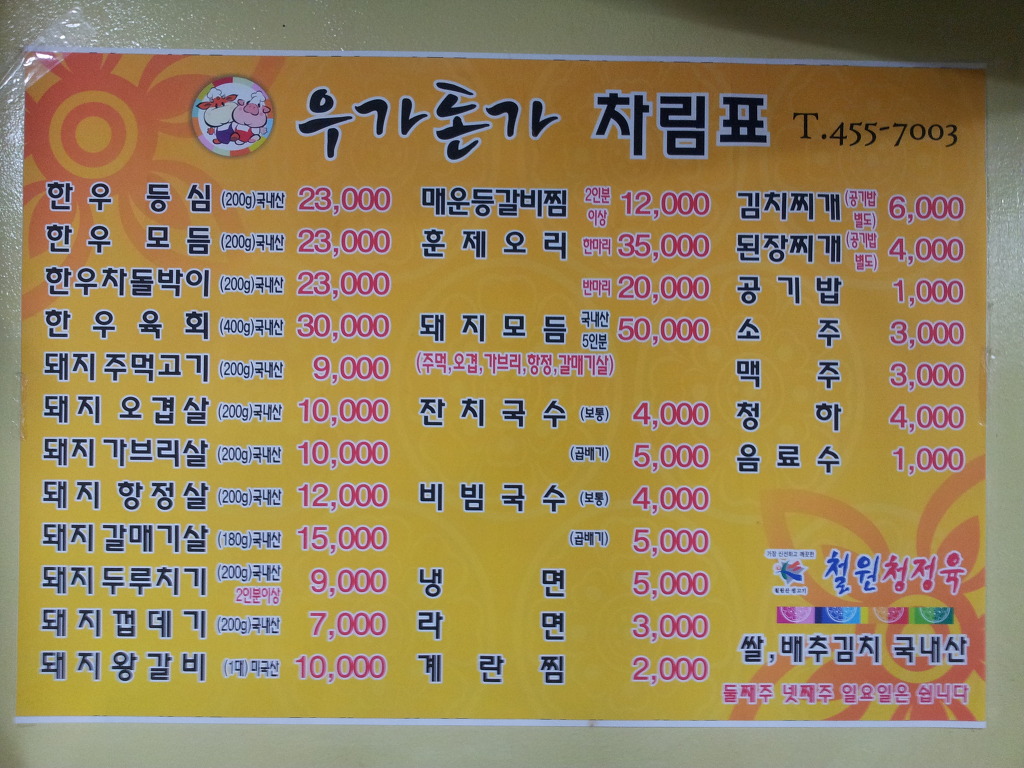 우가돈가 차림표 T.455-7003
한우 등심 (200g)국내산 23,000
한우 모듬 (200g)국내산 23,000
한우차돌박이 (200g)국내산 23,000
한우육회 (400g)국내산 30,000
돼지주먹고기 (200g)국내산 9,000
돼지 오겹살 (200g)국내산 10,000
돼지가브리살 (200g)국내산 10,000
돼지 항정살 (200g)국내산 12,000
돼지갈매기살 (180g)국내산 15,000
돼지두루치기 (200g)국내산 2인분이상 9,000
돼지껍데기 (200g)국내산 7,000
돼지왕갈비 (1대)미국산 10,000
매운등갈비찜 2인분 이상 12,000
훈제오리 한마리 35,000
반마리 20,000
돼지모듬 국내산 5인분 50,000
(주먹,오겹,가브리,항정,갈매기살)
잔치국수 (보통) 4,000
(곱배기) 5,000
비빔국수 (보통) 4,000
(곱배기) 5,000
냉면 5,000
라면 3,000
계란찜 2,000
김치찌개 (공기밥 별도) 6,000
된장찌개 (공기밥 별도) 4,000
공기밥 1,000
소주 3,000
맥주 3,000
청하 4,000
음료수 1,000
철원청정육
쌀,배추김치 국내산
둘째주 넷째주 일요일은 쉽니다